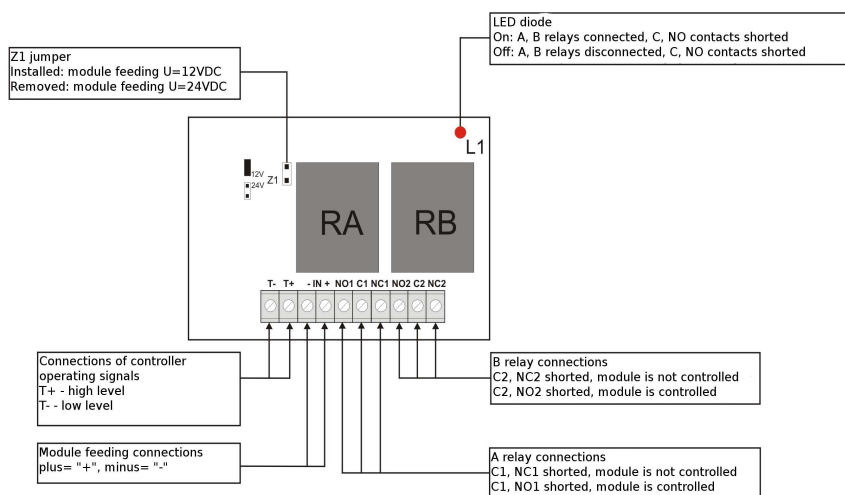 LED diode
On: A, B relays connected, C, NO contacts shorted
Off: A, B relays disconnected, C, NO contacts shorted
Z1 jumper
Installed: module feeding U=12VDC
Removed: module feeding U=24VDC
L1
12V
24V
Z1
RA
RB
T- T+ - IN + NO1 C1 NC1 NO2 C2 NC2
Connections of controller
operating signals
T+ - high level
T- - low level
B relay connections
C2, NC2 shorted, module is not controlled
C2, NO2 shorted, module is controlled
Module feeding connections
plus= "+", minus= "-"
A relay connections
C1, NC1 shorted, module is not controlled
C1, NO1 shorted, module is controlled